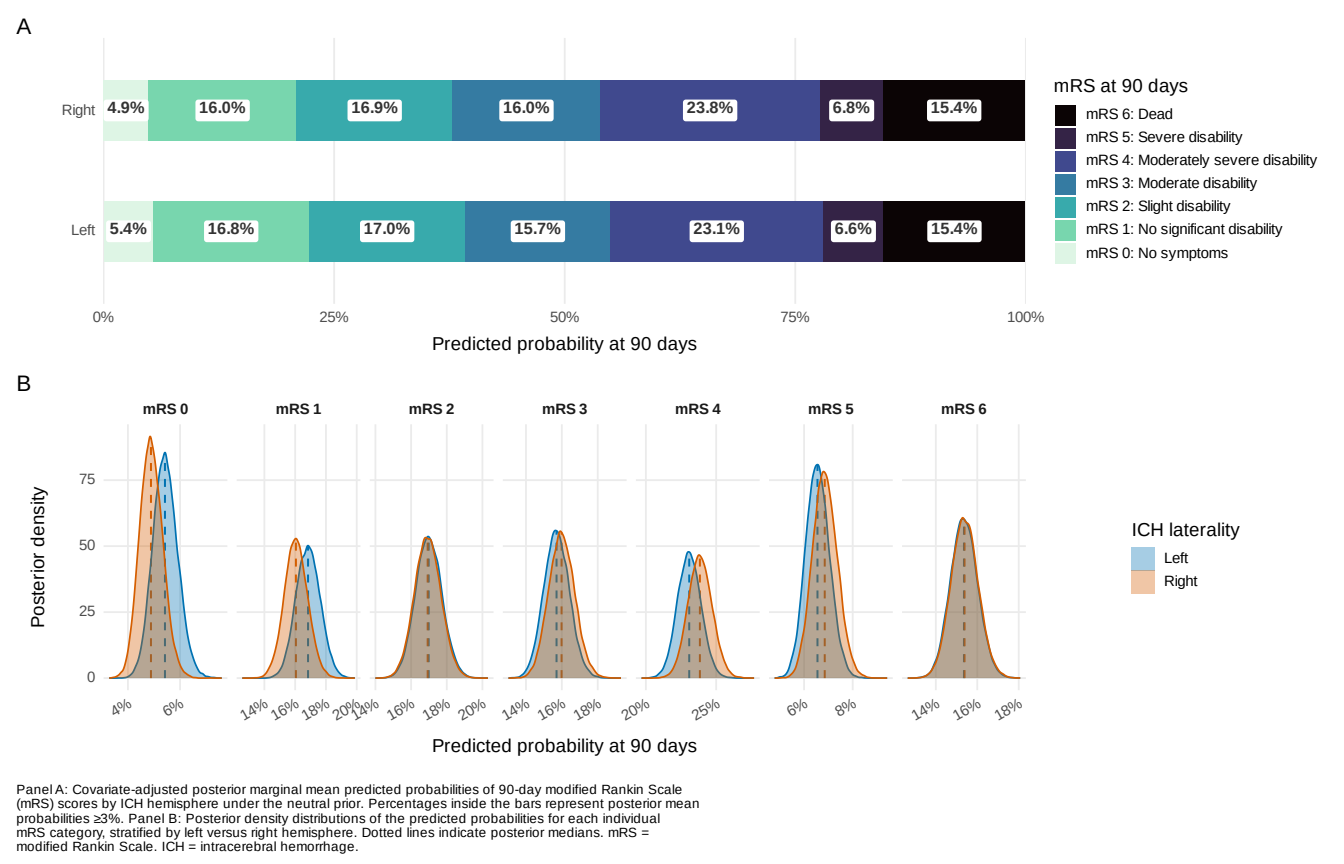 A
Right
4.9%
16.0%
16.9%
16.0%
23.8%
6.8%
15.4%
Left
5.4%
16.8%
17.0%
15.7%
23.1%
6.6%
15.4%
0%
25%
50%
75%
100%
Predicted probability at 90 days
mRS at 90 days
mRS 6: Dead
mRS 5: Severe disability
mRS 4: Moderately severe disability
mRS 3: Moderate disability
mRS 2: Slight disability
mRS 1: No significant disability
mRS 0: No symptoms
B
mRS 0
mRS 1
mRS 2
mRS 3
mRS 4
mRS 5
mRS 6
Posterior density
75
50
25
0
4%
6%
14%
16%
18%
20%
14%
16%
18%
20%
14%
16%
18%
20%
25%
6%
8%
14%
16%
18%
Predicted probability at 90 days
ICH laterality
Left
Right
Panel A: Covariate-adjusted posterior marginal mean predicted probabilities of 90-day modified Rankin Scale
(mRS) scores by ICH hemisphere under the neutral prior. Percentages inside the bars represent posterior mean
probabilities ≥3%. Panel B: Posterior density distributions of the predicted probabilities for each individual
mRS category, stratified by left versus right hemisphere. Dotted lines indicate posterior medians. mRS =
modified Rankin Scale. ICH = intracerebral hemorrhage.